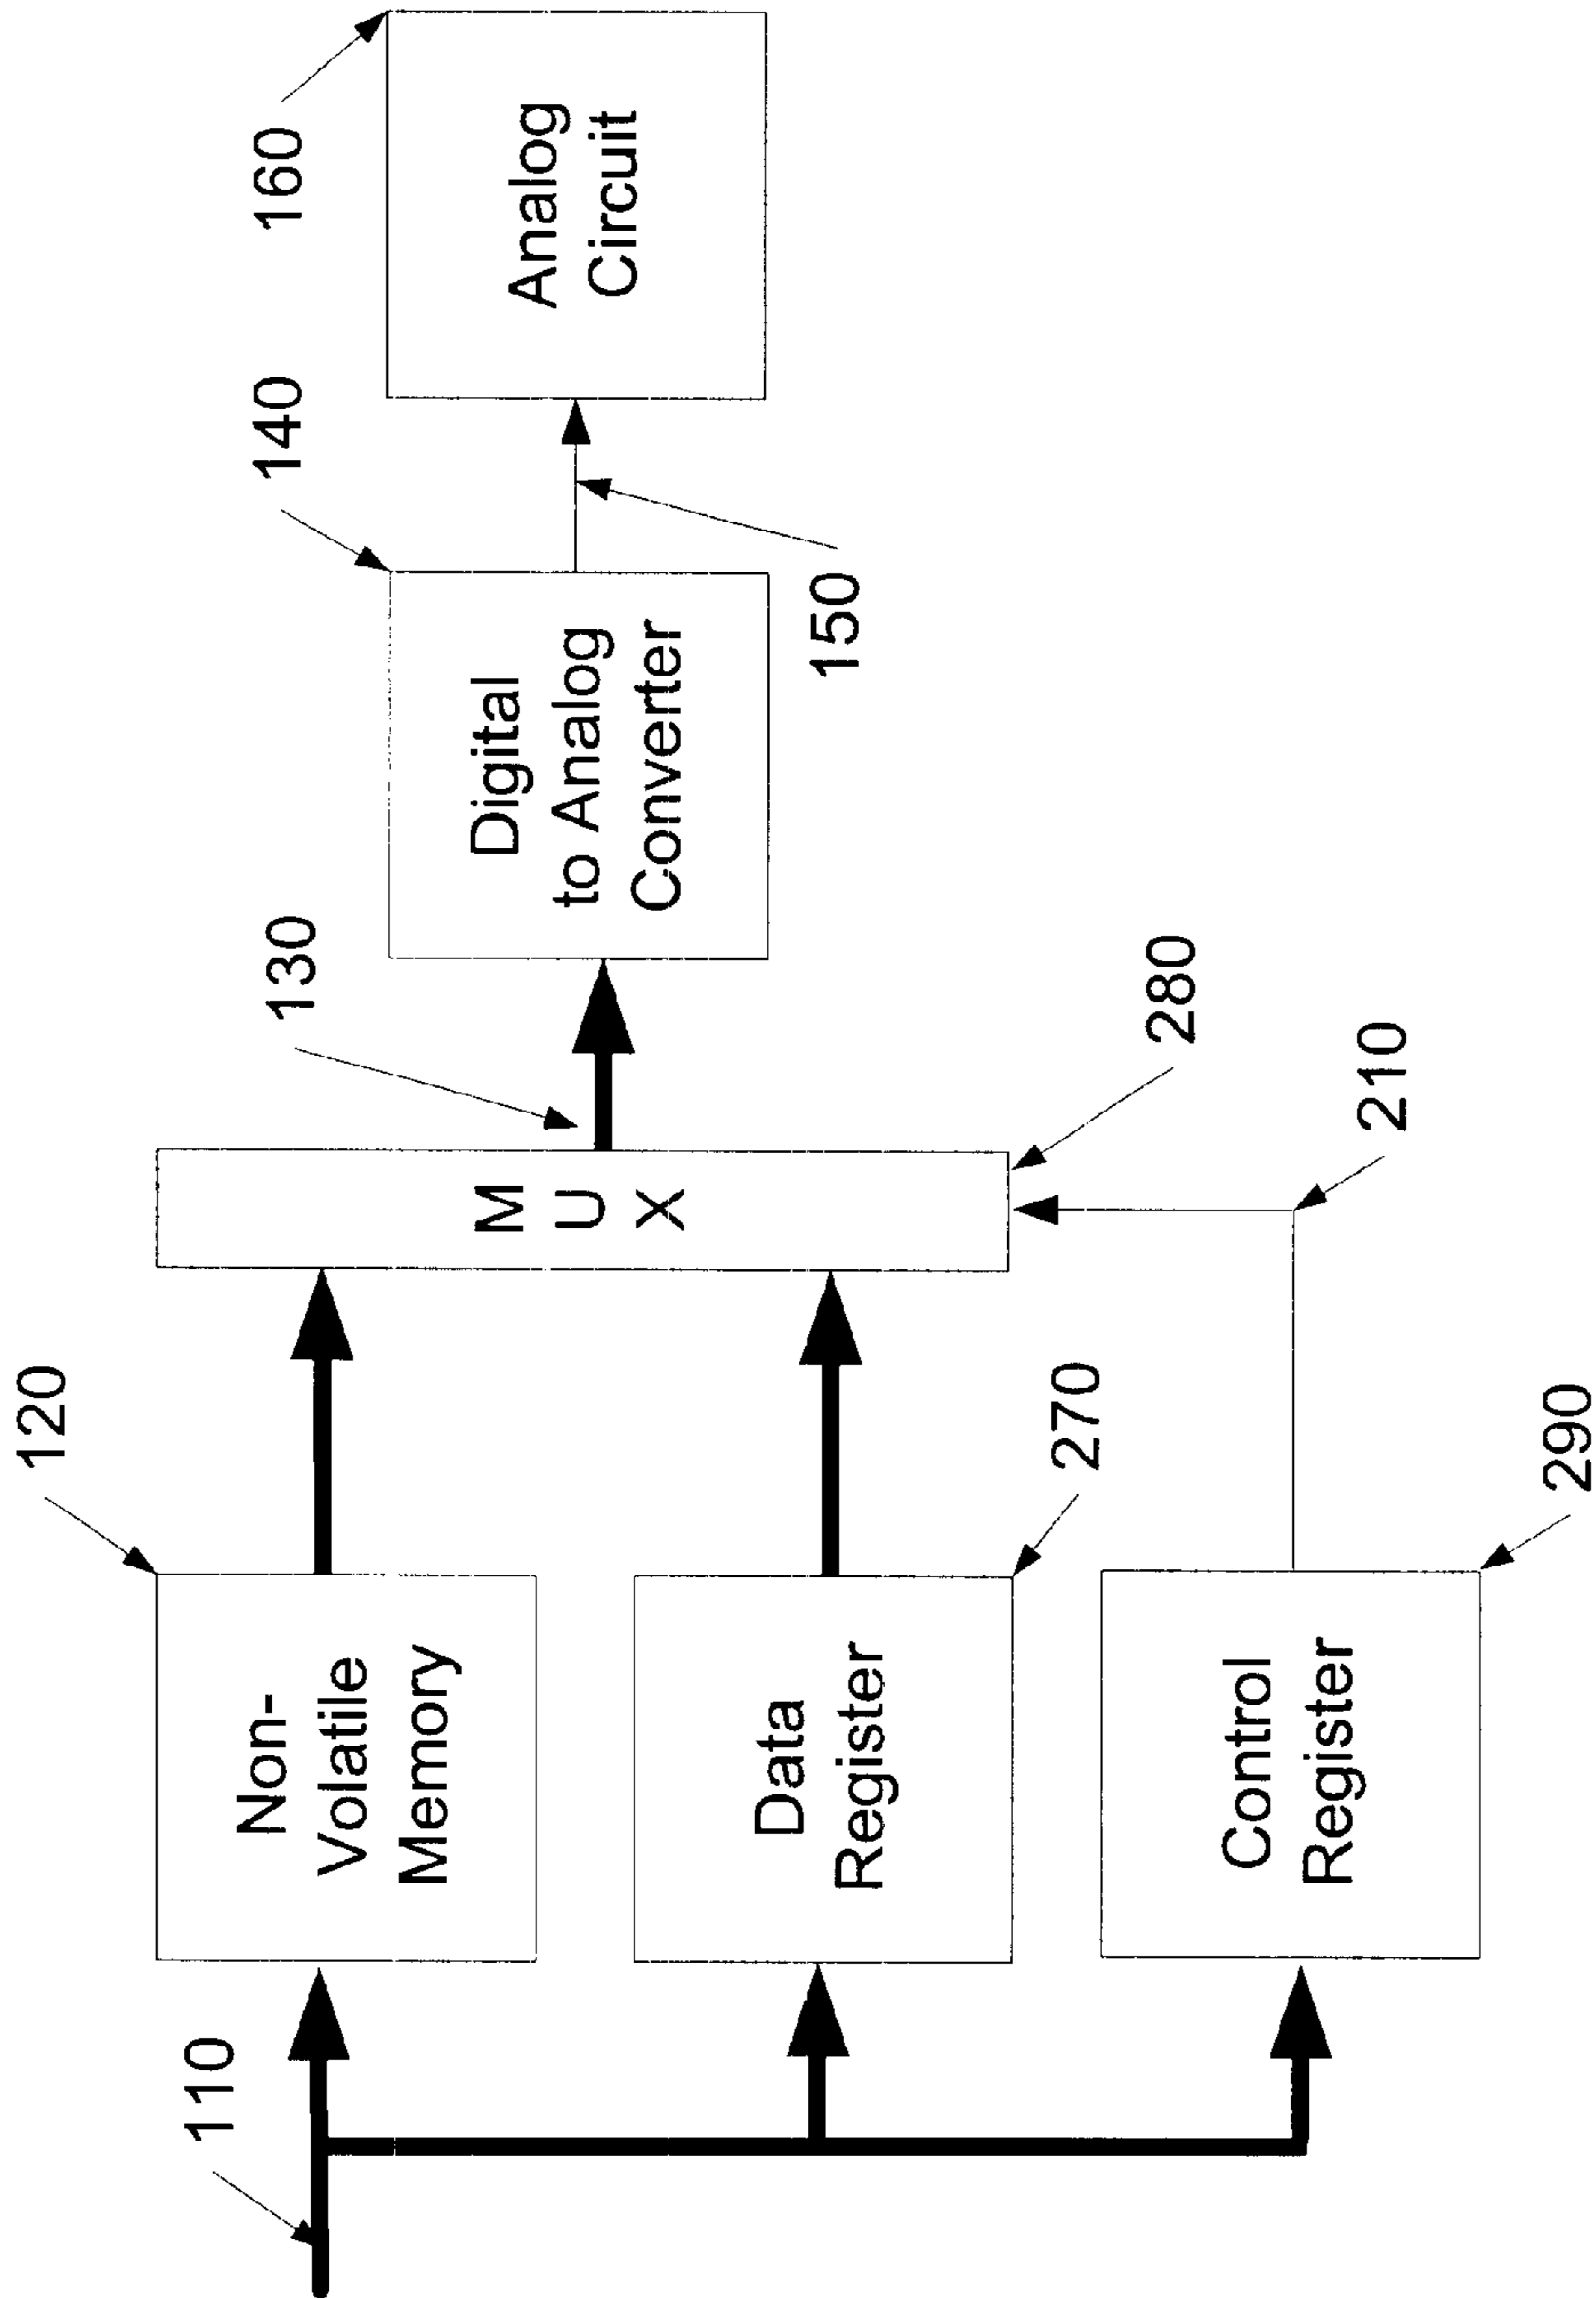 110
120
Non-
Volatile
Memory
Data
Register
270
Control
Register
290
M
U
X
130
280
210
Digital
to Analog
Converter
140
150
Analog
Circuit
160